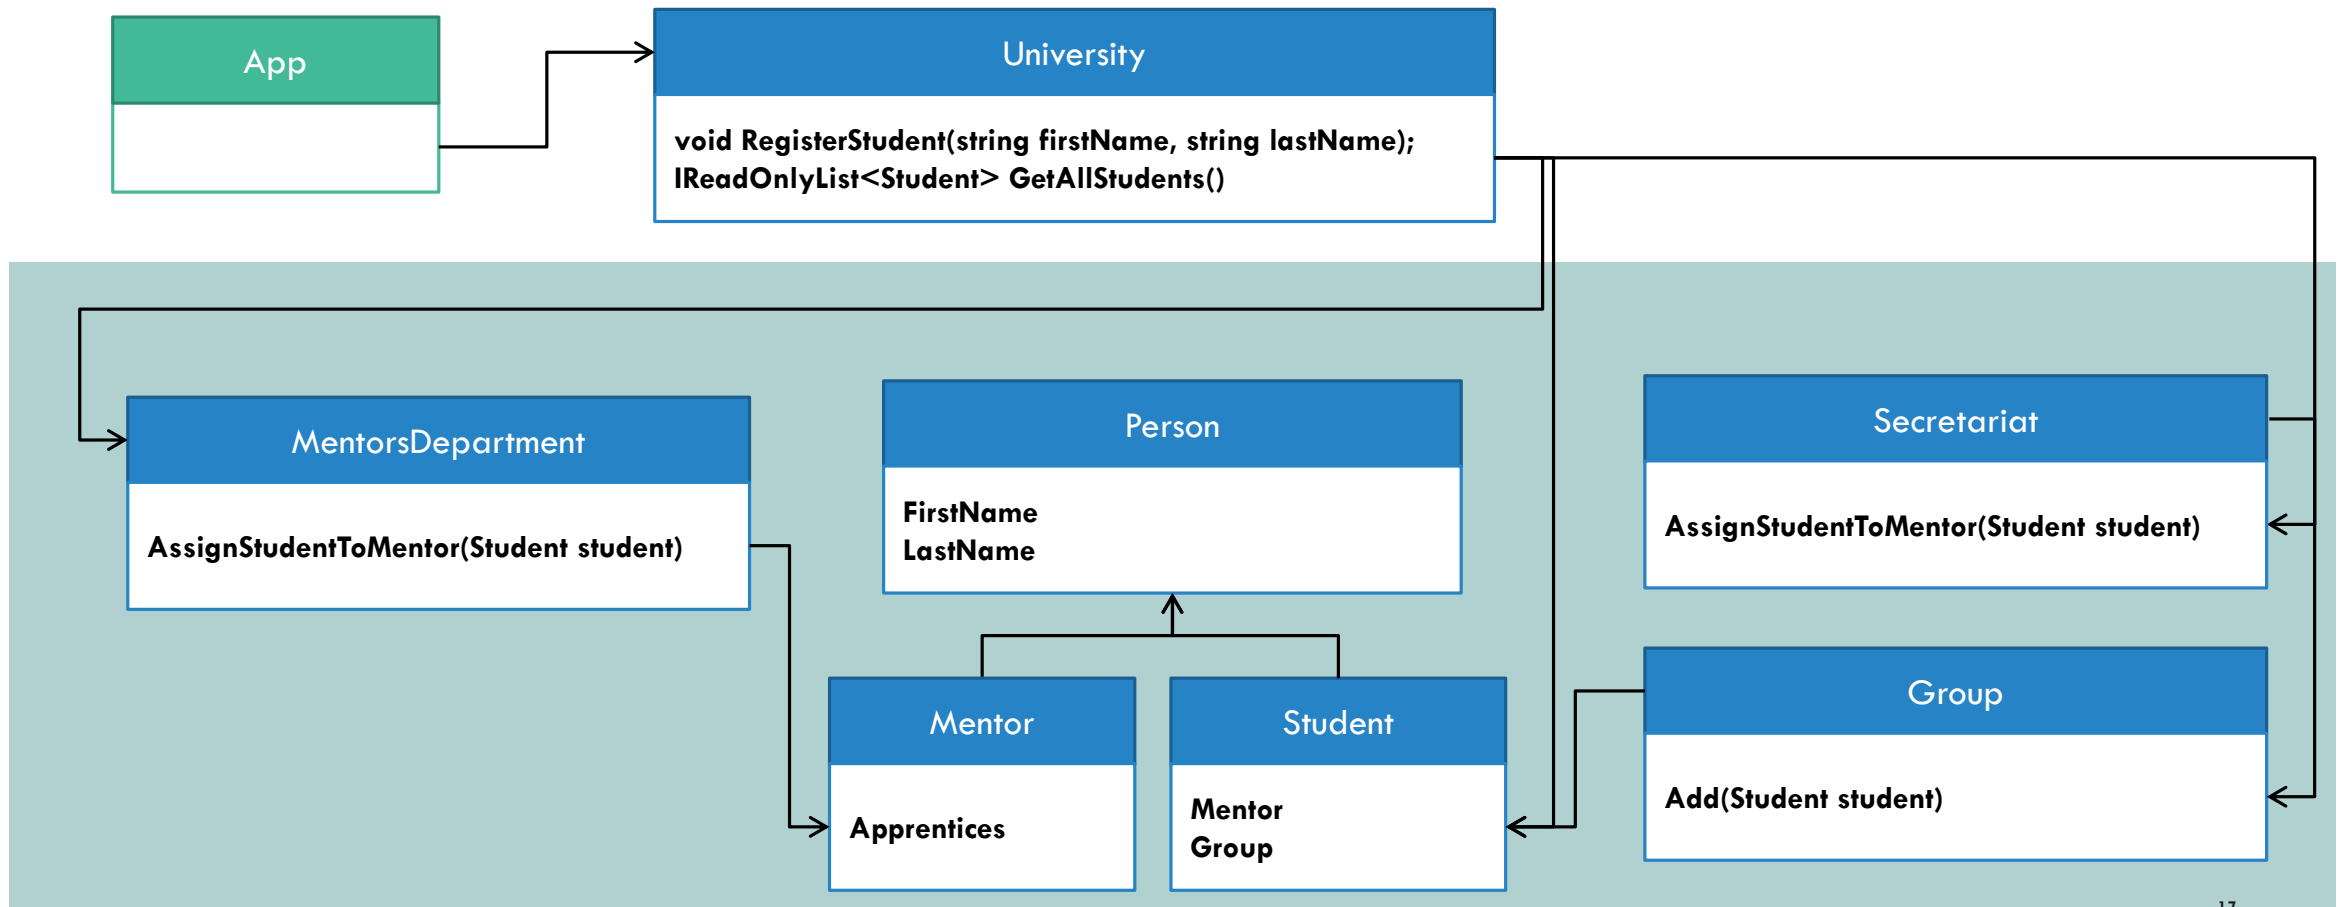 App
University
void RegisterStudent(string firstName, string lastName);
IReadOnlyList<Student> GetAllStudents()
MentorsDepartment
AssignStudentToMentor(Student student)
Person
FirstName
LastName
Secretariat
AssignStudentToMentor(Student student)
Mentor
Apprentices
Student
Mentor
Group
Group
Add(Student student)
17